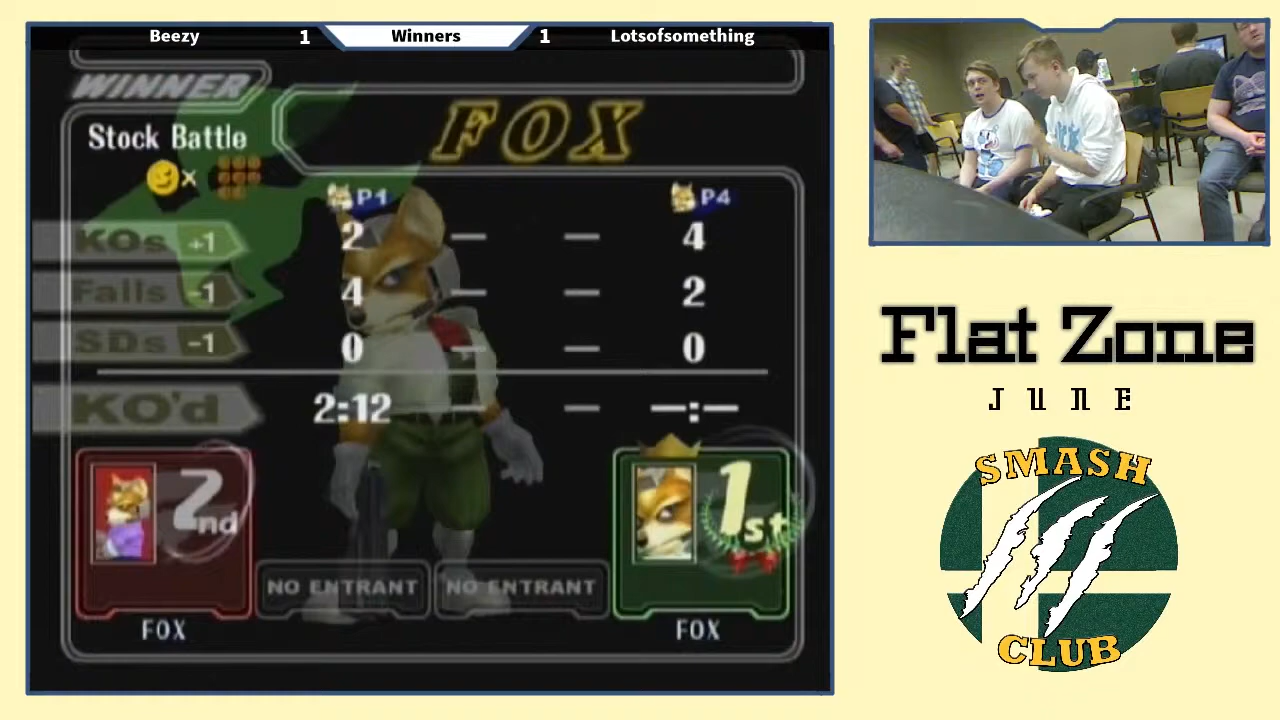 Beezy 1 Winners 1 Lotsofsomething
WINNER
FOX
Stock Battle
×
P1 P4
KOs +1 2 — — 4
Falls -1 4 — — 2
SDs -1 0 — — 0
KO'd 2:12 — — —:—
2nd
1st
NO ENTRANT NO ENTRANT
FOX FOX
Flat Zone
JUNE
SMASH
CLUB